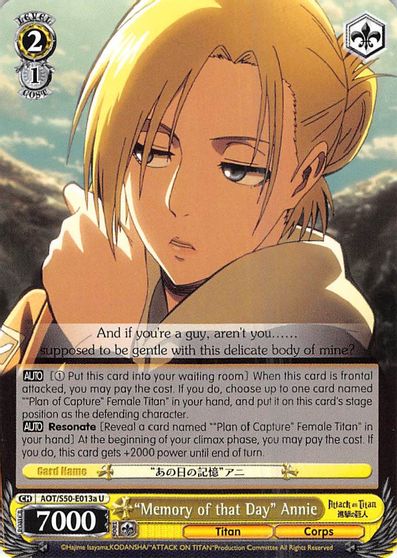 LEVEL
2
1
COST
And if you're a guy, aren't you……
supposed to be gentle with this delicate body of mine?
AUTO [① Put this card into your waiting room] When this card is frontal
attacked, you may pay the cost. If you do, choose up to one card named
""Plan of Capture" Female Titan" in your hand, and put it on this card's stage
position as the defending character.
AUTO Resonate [Reveal a card named ""Plan of Capture" Female Titan" in
your hand] At the beginning of your climax phase, you may pay the cost. If
you do, this card gets +2000 power until end of turn.
Card Name
"あの日の記憶"アニ
CH AOT/S50-E013a U
POWER
7000
"Memory of that Day" Annie
Attack on Titan
進撃の巨人
Titan
Corps
©Hajime Isayama,KODANSHA/"ATTACK ON TITAN"Production Committee All Rights Reserved.